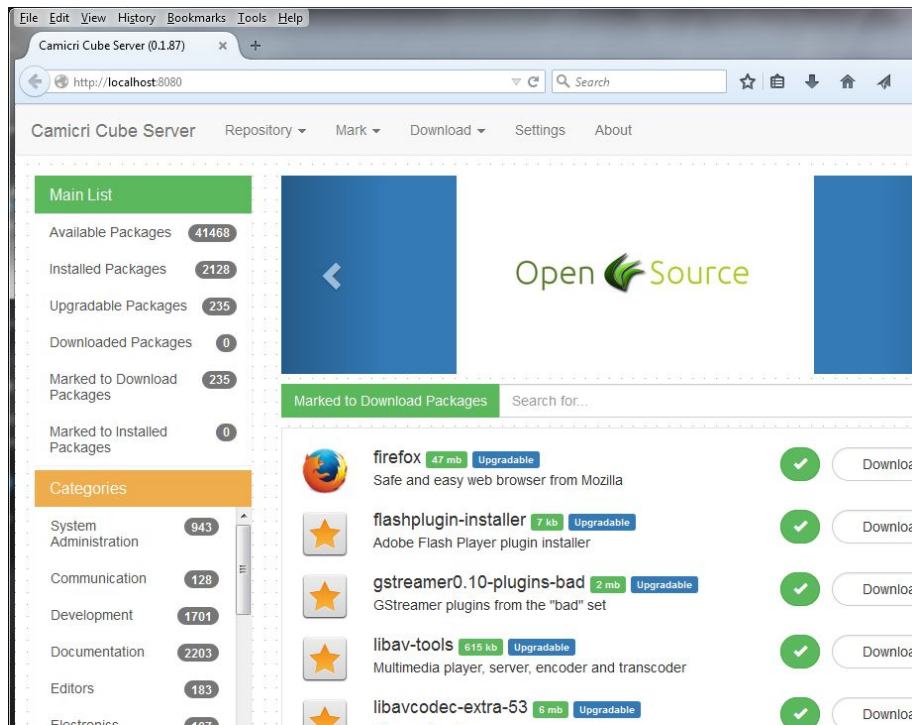 File Edit View History Bookmarks Tools Help
Camicri Cube Server (0.1.87)
http://localhost:8080
Search
Camicri Cube Server Repository Mark Download Settings About
Main List
Available Packages 41468
Installed Packages 2128
Upgradable Packages 235
Downloaded Packages 0
Marked to Download Packages 235
Marked to Installed Packages 0
Categories
System Administration 943
Communication 128
Development 1701
Documentation 2203
Editors 183
Open Source
Marked to Download Packages Search for...
firefox 47 mb Upgradable
Safe and easy web browser from Mozilla
flashplugin-installer 7 kb Upgradable
Adobe Flash Player plugin installer
gstreamer0.10-plugins-bad 2 mb Upgradable
GStreamer plugins from the "bad" set
libav-tools 615 kb Upgradable
Multimedia player, server, encoder and transcoder
libavcodec-extra-53 6 mb Upgradable